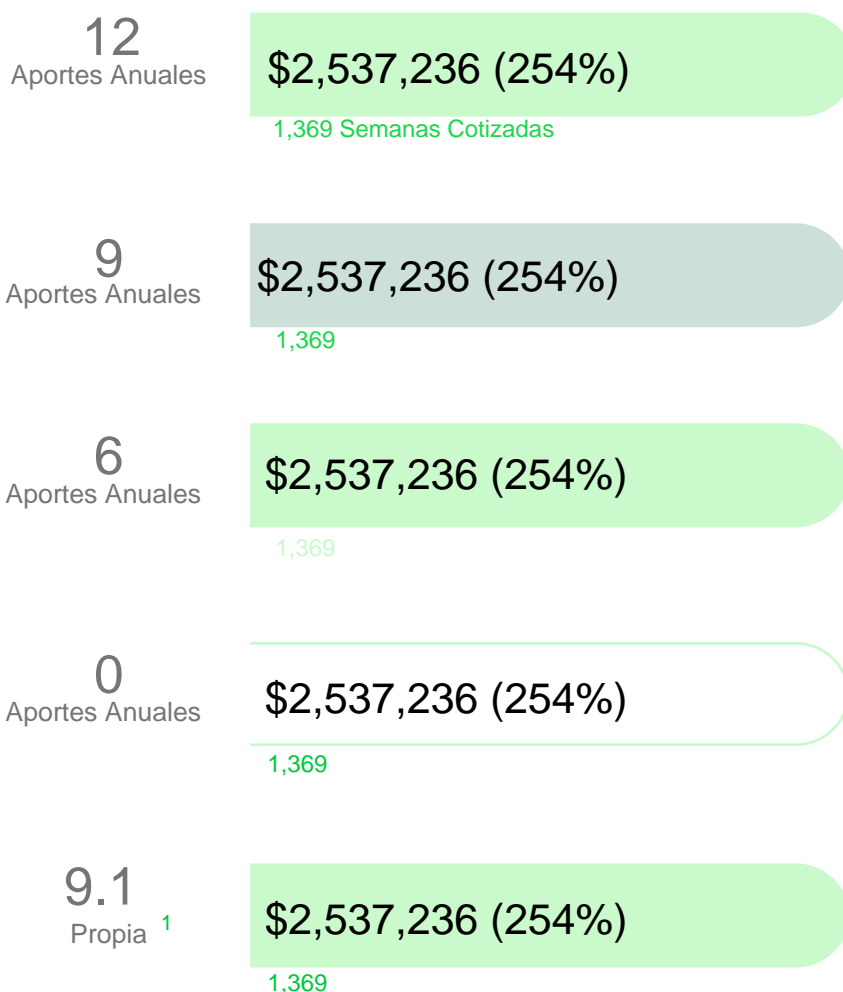 12
Aportes Anuales
$2,537,236 (254%)
1,369 Semanas Cotizadas
9
Aportes Anuales
$2,537,236 (254%)
1,369
6
Aportes Anuales
$2,537,236 (254%)
1,369
0
Aportes Anuales
$2,537,236 (254%)
1,369
9.1
Propia 1
$2,537,236 (254%)
1,369